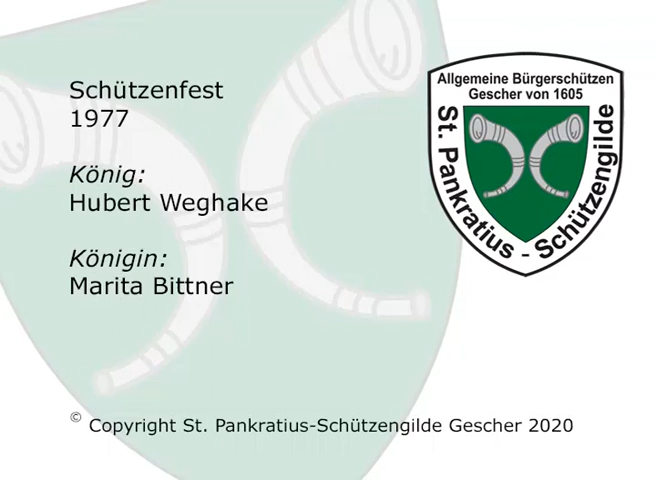 Schützenfest
1977
König:
Hubert Weghake
Königin:
Marita Bittner
Allgemeine Bürgerschützen
Gescher von 1605
St. Pankratius - Schützengilde
© Copyright St. Pankratius-Schützengilde Gescher 2020